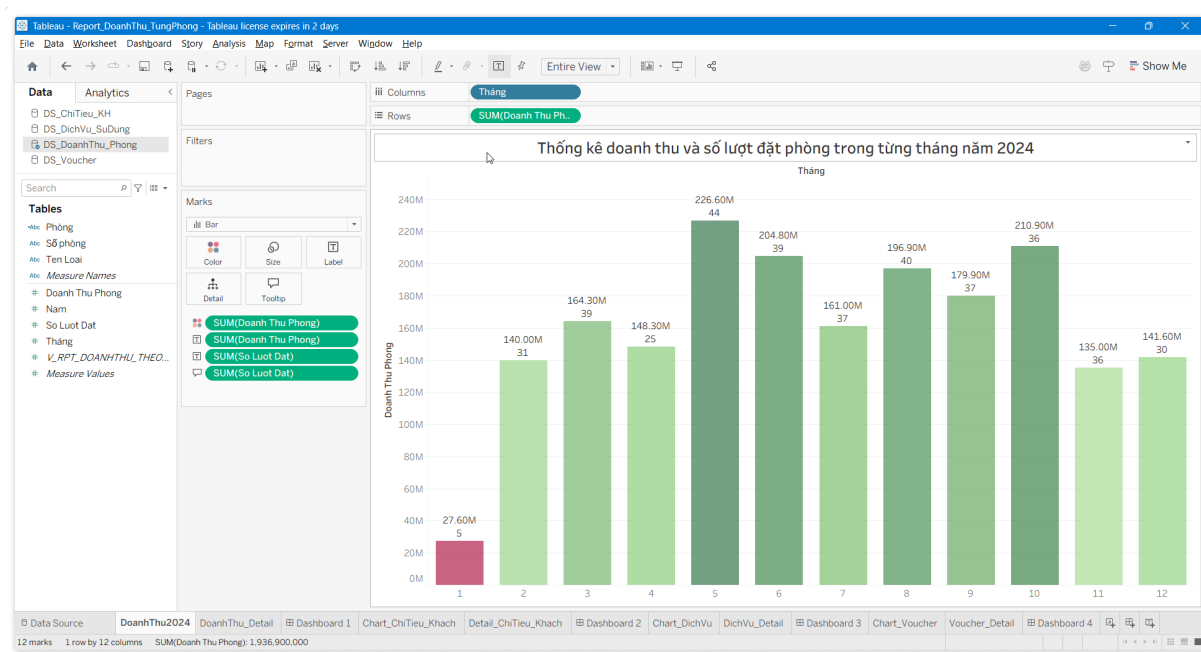 Tableau - Report_DoanhThu_TungPhong - Tableau license expires in 2 days
File Data Worksheet Dashboard Story Analysis Map Format Server Window Help
Entire View
Show Me
Data Analytics
DS_ChiTieu_KH
DS_DichVu_SuDung
DS_DoanhThu_Phong
DS_Voucher
Search
Tables
Abc Phòng
Abc Số phòng
Abc Ten Loai
Abc Measure Names
# Doanh Thu Phong
# Nam
# So Luot Dat
# Tháng
# V_RPT_DOANHTHU_THEO...
# Measure Values
Pages
Filters
Marks
Bar
Color Size Label
Detail Tooltip
SUM(Doanh Thu Phong)
SUM(Doanh Thu Phong)
SUM(So Luot Dat)
SUM(So Luot Dat)
Columns Tháng
Rows SUM(Doanh Thu Ph..
Thống kê doanh thu và số lượt đặt phòng trong từng tháng năm 2024
Tháng
Doanh Thu Phong
240M
220M
200M
180M
160M
140M
120M
100M
80M
60M
40M
20M
0M
27.60M
5
140.00M
31
164.30M
39
148.30M
25
226.60M
44
204.80M
39
161.00M
37
196.90M
40
179.90M
37
210.90M
36
135.00M
36
141.60M
30
1 2 3 4 5 6 7 8 9 10 11 12
Data Source DoanhThu2024 DoanhThu_Detail Dashboard 1 Chart_ChiTieu_Khach Detail_ChiTieu_Khach Dashboard 2 Chart_DichVu DichVu_Detail Dashboard 3 Chart_Voucher Voucher_Detail Dashboard 4
12 marks 1 row by 12 columns SUM(Doanh Thu Phong): 1,936,900,000